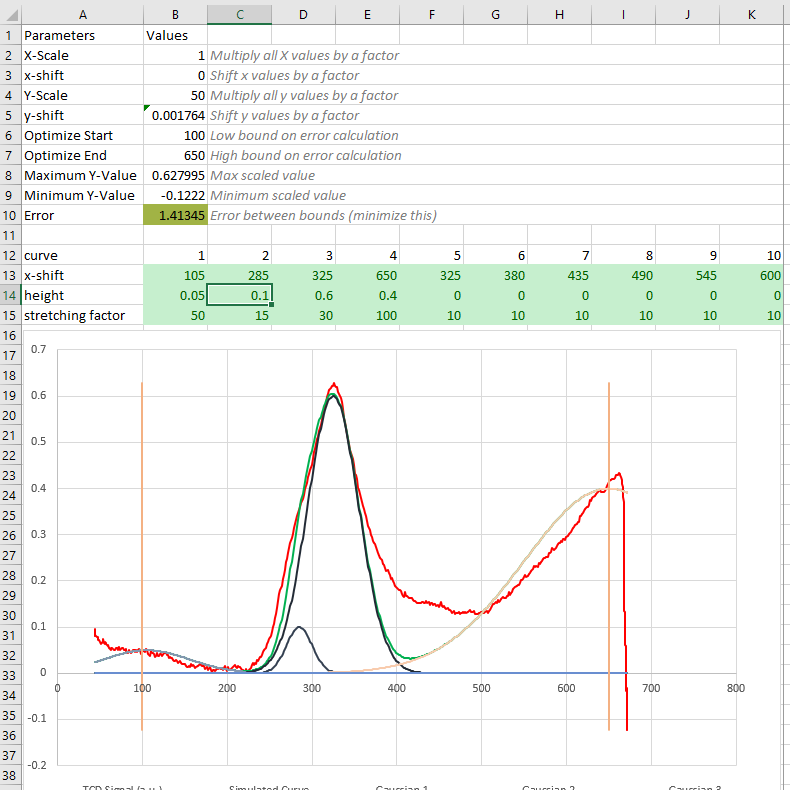 A B C D E F G H I J K
1 Parameters Values
2 X-Scale 1 Multiply all X values by a factor
3 x-shift 0 Shift x values by a factor
4 Y-Scale 50 Multiply all y values by a factor
5 y-shift 0.001764 Shift y values by a factor
6 Optimize Start 100 Low bound on error calculation
7 Optimize End 650 High bound on error calculation
8 Maximum Y-Value 0.627995 Max scaled value
9 Minimum Y-Value -0.1222 Minimum scaled value
10 Error 1.41345 Error between bounds (minimize this)
11
12 curve 1 2 3 4 5 6 7 8 9 10
13 x-shift 105 285 325 650 325 380 435 490 545 600
14 height 0.05 0.1 0.6 0.4 0 0 0 0 0 0
15 stretching factor 50 15 30 100 10 10 10 10 10 10
16
17 0.7
18
19 0.6
20
21 0.5
22
23
24 0.4
25
26 0.3
27
28 0.2
29
30
31 0.1
32
33 0
34 0 100 200 300 400 500 600 700 800
35 -0.1
36
37
38 -0.2
TCD Signal (a.u.) Simulated Curve Gaussian 1 Gaussian 2 Gaussian 3